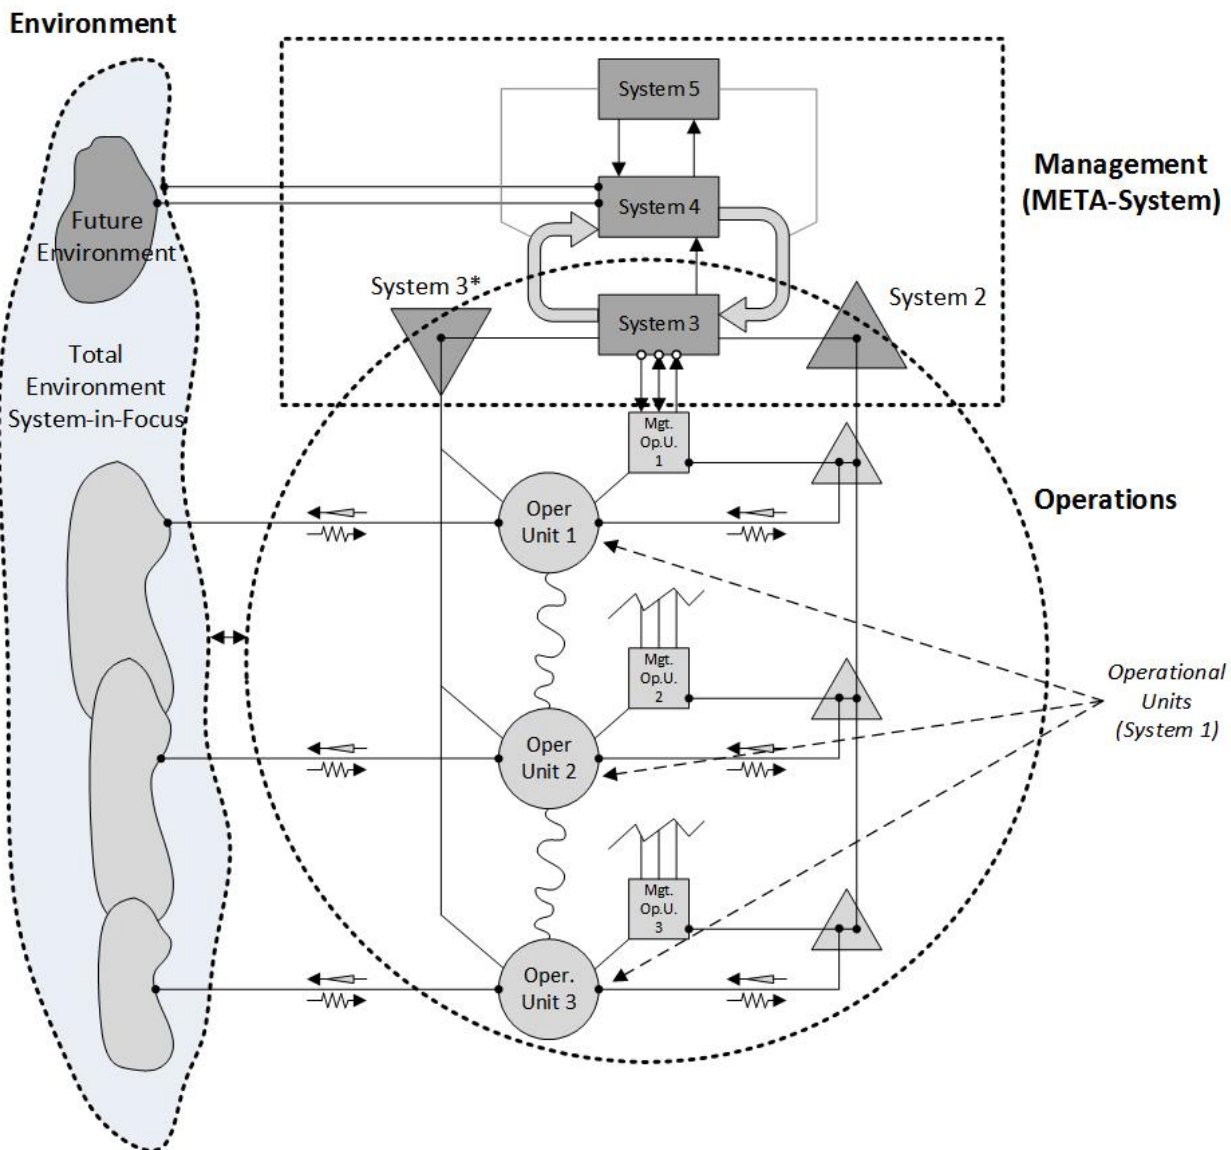 Environment
System 5
Management
(META-System)
System 4
Future
Environment
System 3*
System 2
System 3
Total
Environment
System-in-Focus
Mgt.
Op.U.
1
Operations
Oper
Unit 1
Mgt.
Op.U.
2
Operational
Units
(System 1)
Oper
Unit 2
Mgt.
Op.U.
3
Oper.
Unit 3